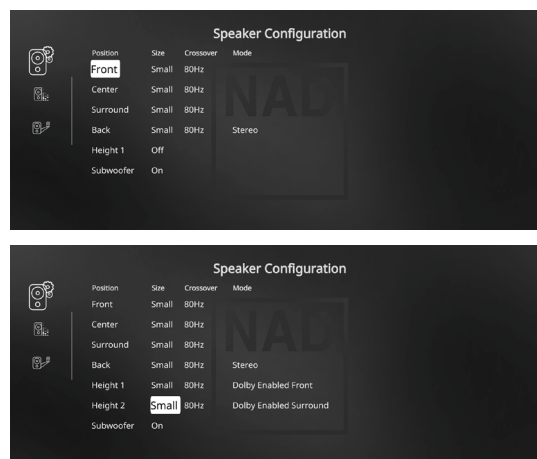 Speaker Configuration
Position Size Crossover Mode
Front Small 80Hz
Center Small 80Hz
Surround Small 80Hz
Back Small 80Hz Stereo
Height 1 Off
Subwoofer On
NAD
Speaker Configuration
Position Size Crossover Mode
Front Small 80Hz
Center Small 80Hz
Surround Small 80Hz
Back Small 80Hz Stereo
Height 1 Small 80Hz Dolby Enabled Front
Height 2 Small 80Hz Dolby Enabled Surround
Subwoofer On
NAD